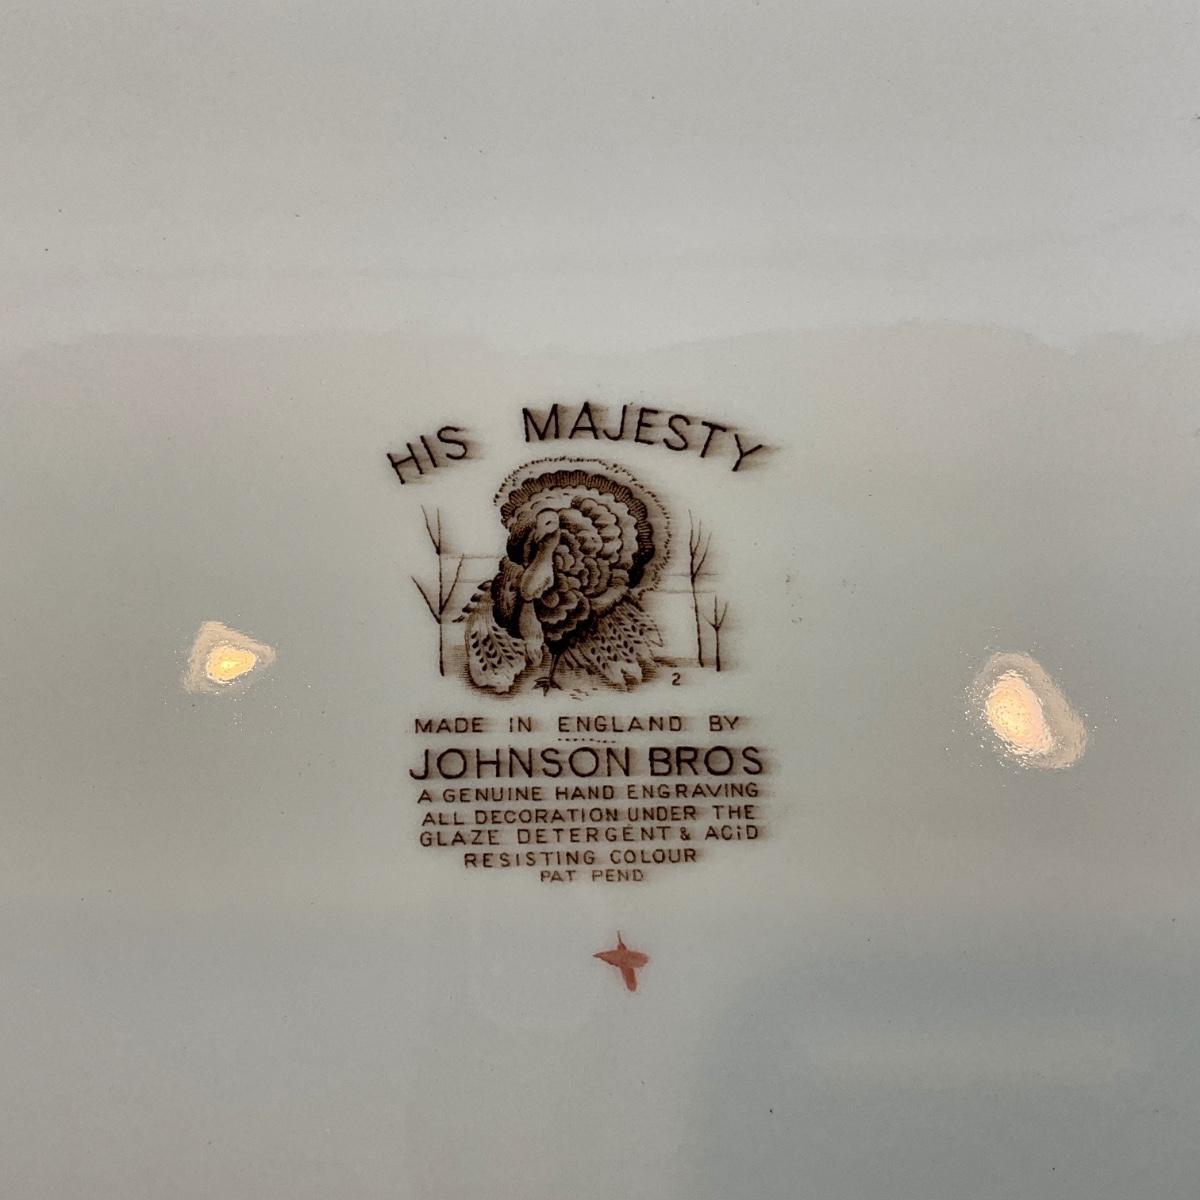 HIS MAJESTY
2
MADE IN ENGLAND BY
JOHNSON BROS
A GENUINE HAND ENGRAVING
ALL DECORATION UNDER THE
GLAZE DETERGENT & ACID
RESISTING COLOUR
PAT PEND